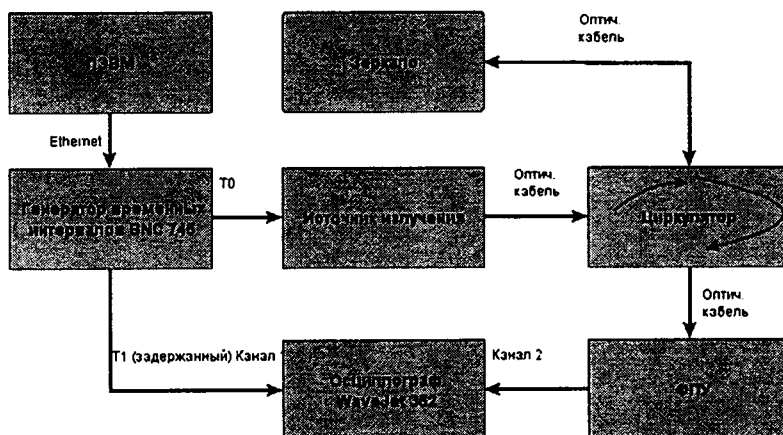 Оптич.
кабель
ПЭВМ
Зеркало
Ethernet
T0
Оптич.
кабель
Генератор временных
интервалов BNC 745
Источник излучения
Циркулятор
Оптич.
кабель
T1 (задержанный) Канал
Канал 2
Осциллограф
WaveJet 352
ФПУ